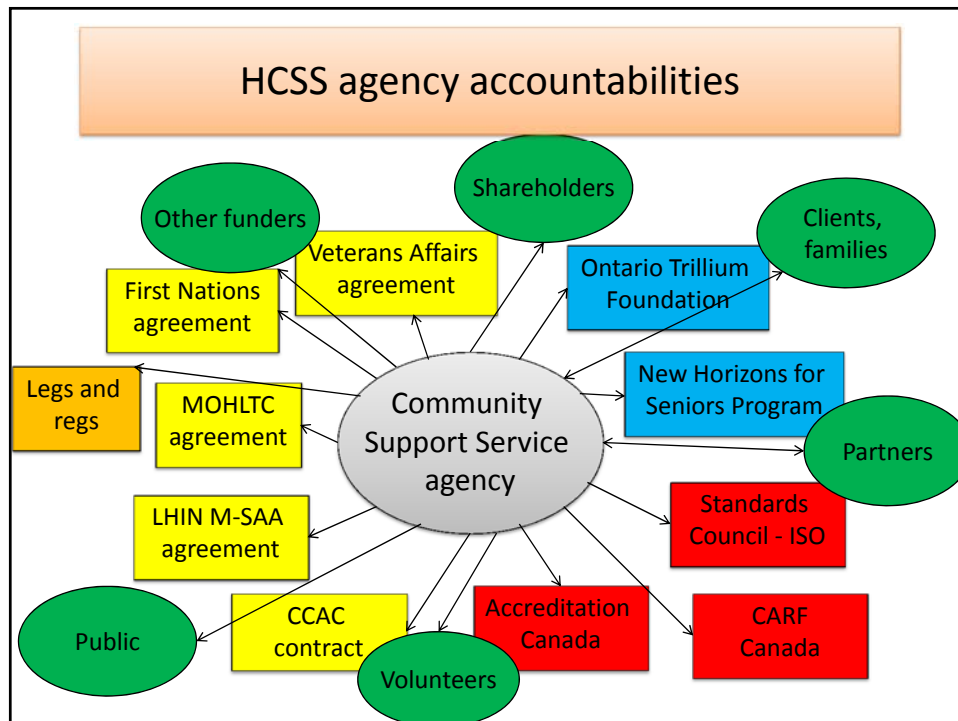 HCSS agency accountabilities
Shareholders
Other funders
Clients,
families
Veterans Affairs
agreement
Ontario Trillium
Foundation
First Nations
agreement
New Horizons for
Seniors Program
Legs and
regs
MOHLTC
agreement
Community
Support Service
agency
Partners
Standards
Council - ISO
LHIN M-SAA
agreement
CCAC
contract
Accreditation
Canada
CARF
Canada
Public
Volunteers